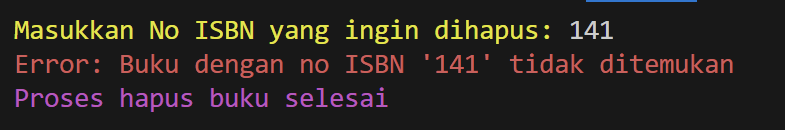 Masukkan No ISBN yang ingin dihapus: 141
Error: Buku dengan no ISBN '141' tidak ditemukan
Proses hapus buku selesai